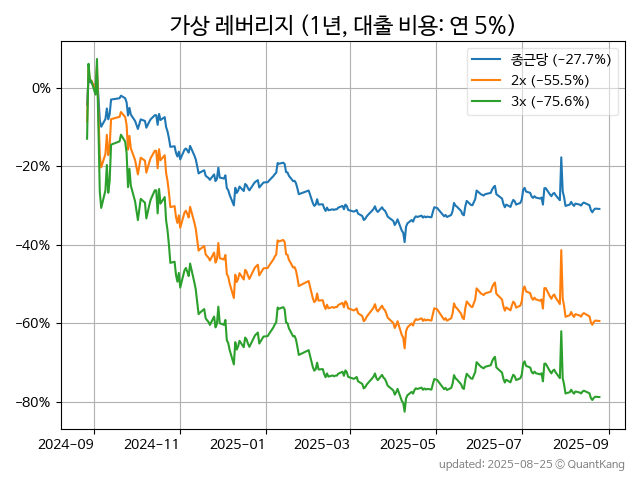 가상 레버리지 (1년, 대출 비용: 연 5%)
종근당 (−27.7%)
2x (−55.5%)
3x (−75.6%)
0%
−20%
−40%
−60%
−80%
2024-09 2024-11 2025-01 2025-03 2025-05 2025-07 2025-09
updated: 2025-08-25 © QuantKang